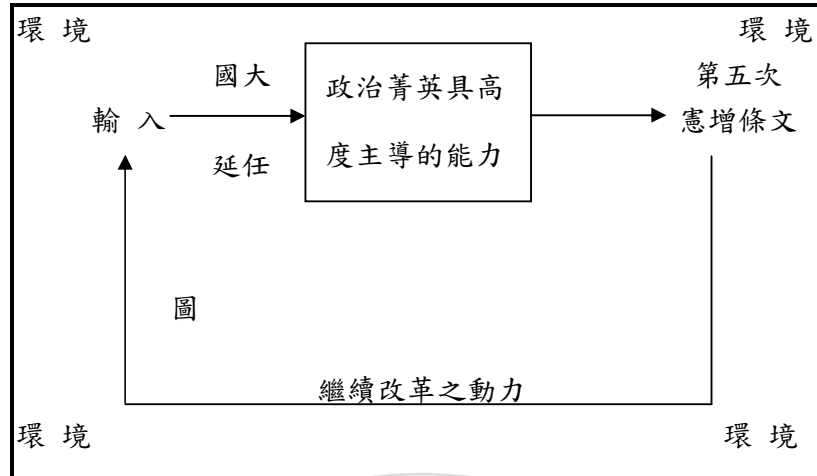 環 境
環 境
國大
政治菁英具高
第五次
輸 入
憲增條文
延任
度主導的能力
圖
繼續改革之動力
環 境
環 境